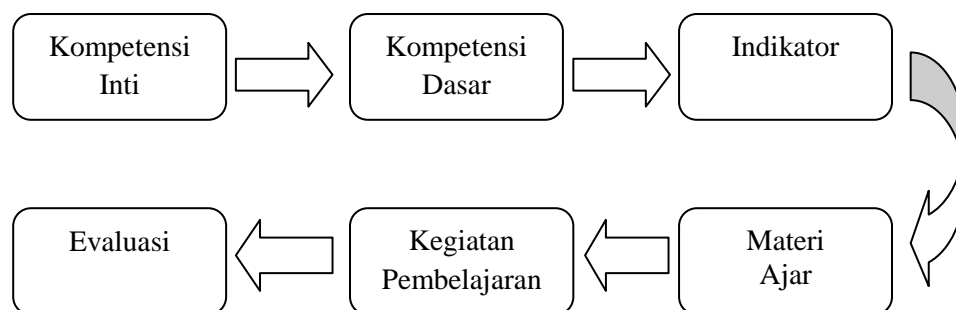 Kompetensi
Inti
Kompetensi
Dasar
Indikator
Materi
Ajar
Kegiatan
Pembelajaran
Evaluasi